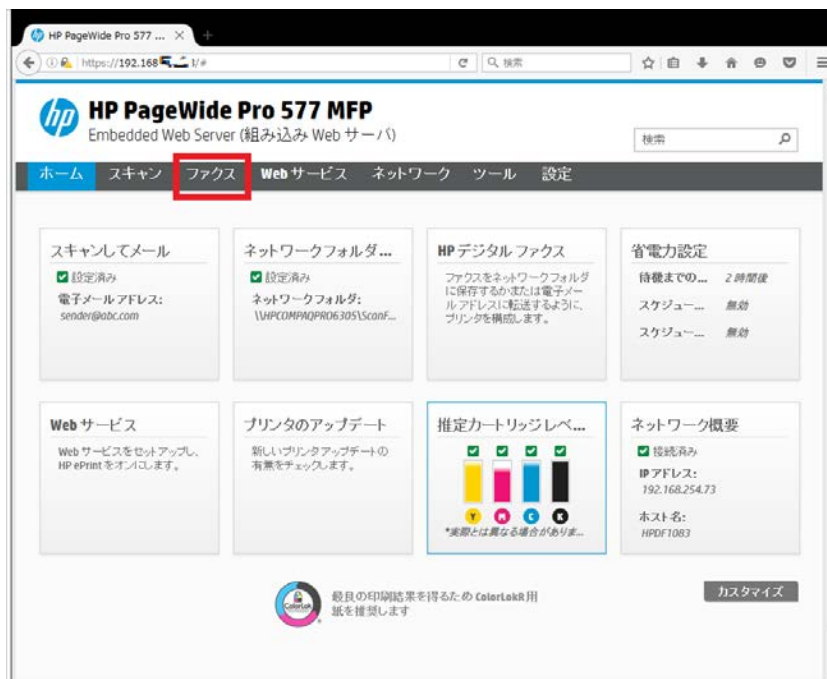 HP PageWide Pro 577 ...
https://192.168
検索
HP PageWide Pro 577 MFP
Embedded Web Server (組み込み Web サーバ)
検索
ホーム スキャン ファクス Web サービス ネットワーク ツール 設定
スキャンしてメール
設定済み
電子メール アドレス:
sender@abc.com
ネットワークフォルダ...
設定済み
ネットワークフォルダ:
\\HPCOMPAQPRO6305\ScanF...
HP デジタル ファクス
ファクスをネットワークフォルダ
に保存するかまたは電子メー
ル アドレスに転送するように、
プリンタを構成します。
省電力設定
待機までの... 2 時間後
スケジュー... 無効
スケジュー... 無効
Web サービス
Web サービスをセットアップし、
HP ePrint をオンにします。
プリンタのアップデート
新しいプリンタアップデートの
有無をチェックします。
推定カートリッジレベ...
Y M C K
*実際とは異なる場合がありま...
ネットワーク概要
接続済み
IP アドレス:
192.168.254.73
ホスト名:
HPDF1083
ColorLok
最良の印刷結果を得るため ColorLokR 用
紙を推奨します
カスタマイズ